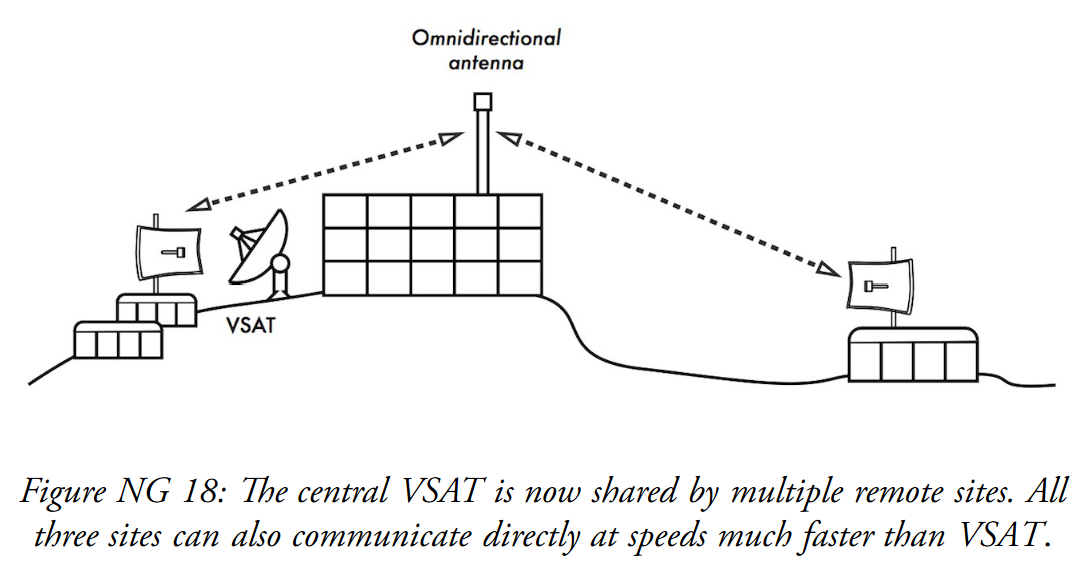 Omnidirectional
antenna
VSAT
Figure NG 18: The central VSAT is now shared by multiple remote sites. All
three sites can also communicate directly at speeds much faster than VSAT.